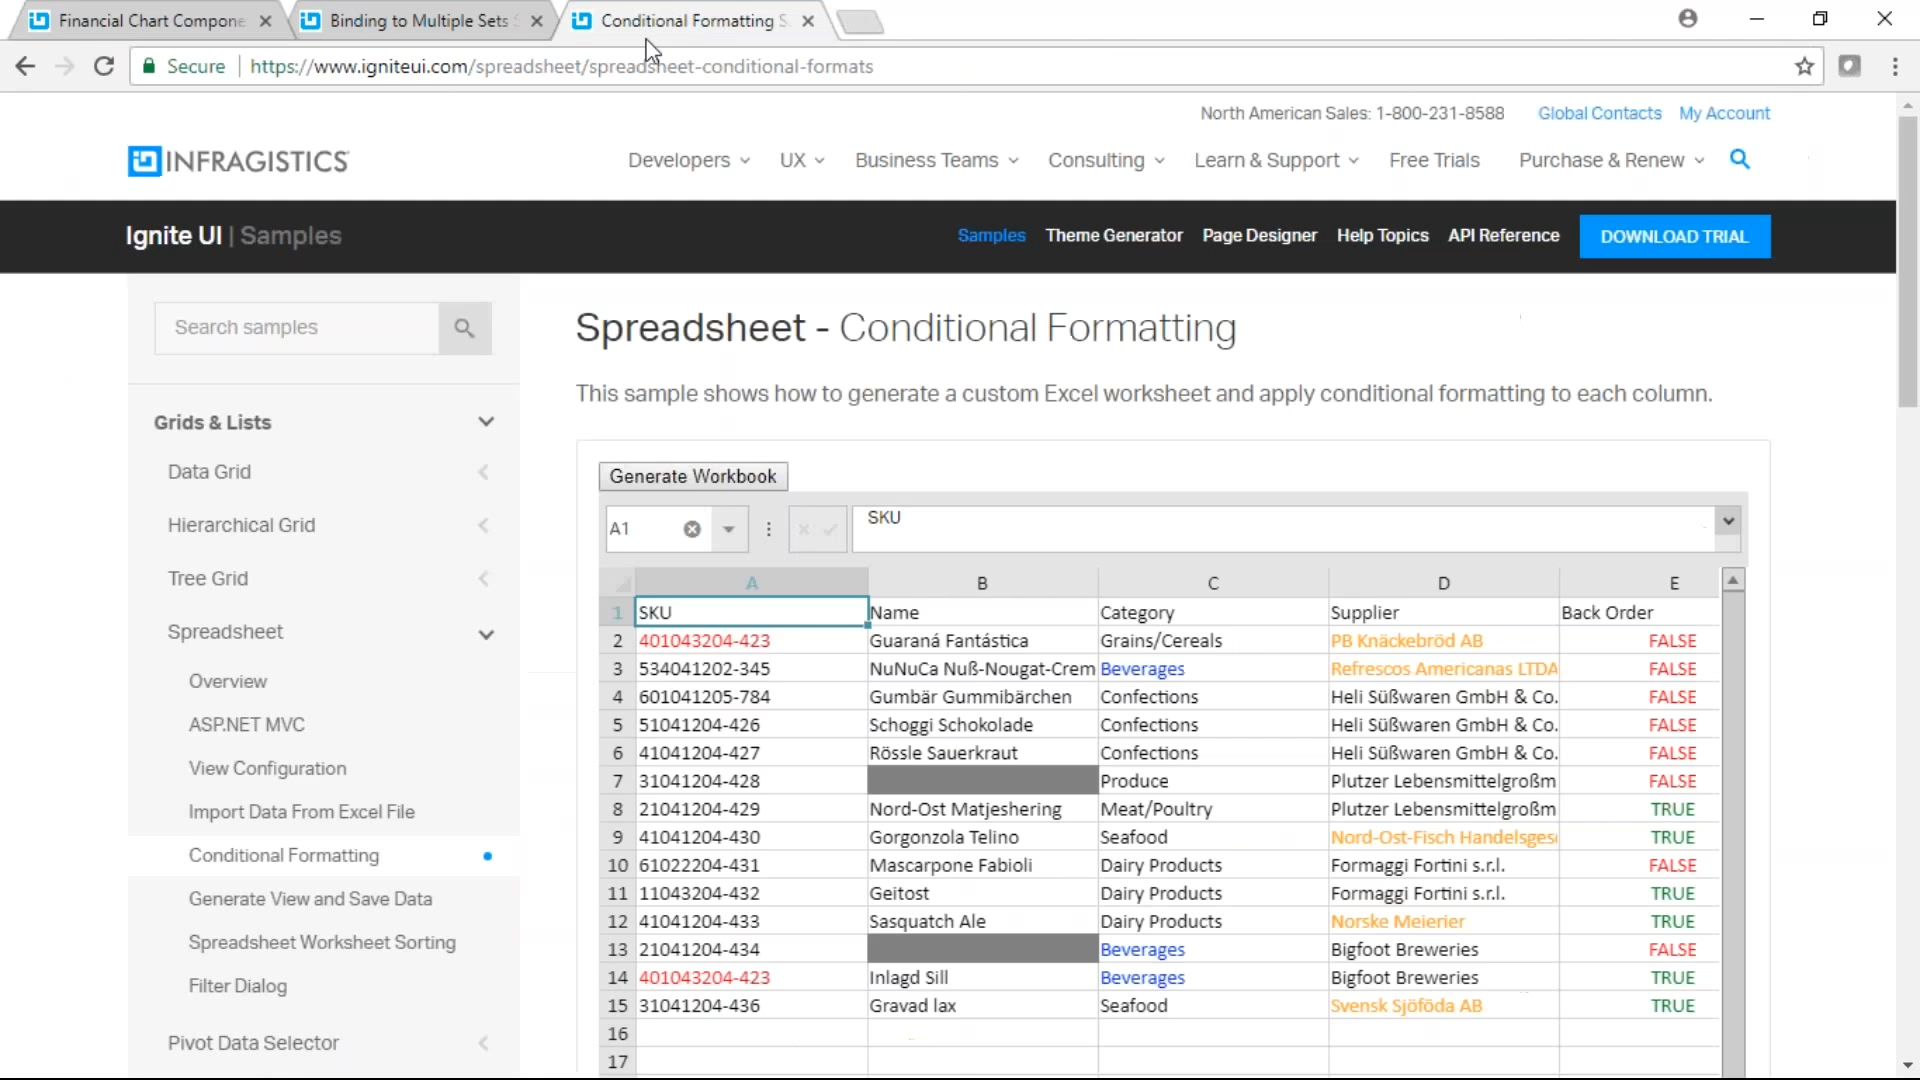 Financial Chart Compone
Binding to Multiple Sets
Conditional Formatting S
Secure | https://www.igniteui.com/spreadsheet/spreadsheet-conditional-formats
North American Sales: 1-800-231-8588 Global Contacts My Account
INFRAGISTICS
Developers UX Business Teams Consulting Learn & Support Free Trials Purchase & Renew
Ignite UI | Samples
Samples Theme Generator Page Designer Help Topics API Reference DOWNLOAD TRIAL
Search samples
Grids & Lists
Data Grid
Hierarchical Grid
Tree Grid
Spreadsheet
Overview
ASP.NET MVC
View Configuration
Import Data From Excel File
Conditional Formatting
Generate View and Save Data
Spreadsheet Worksheet Sorting
Filter Dialog
Pivot Data Selector
Spreadsheet - Conditional Formatting
This sample shows how to generate a custom Excel worksheet and apply conditional formatting to each column.
Generate Workbook
A1 SKU
A B C D E
1 SKU Name Category Supplier Back Order
2 401043204-423 Guaraná Fantástica Grains/Cereals PB Knäckebröd AB FALSE
3 534041202-345 NuNuCa Nuß-Nougat-Crem Beverages Refrescos Americanas LTDA FALSE
4 601041205-784 Gumbär Gummibärchen Confections Heli Süßwaren GmbH & Co. FALSE
5 51041204-426 Schoggi Schokolade Confections Heli Süßwaren GmbH & Co. FALSE
6 41041204-427 Rössle Sauerkraut Confections Heli Süßwaren GmbH & Co. FALSE
7 31041204-428 Produce Plutzer Lebensmittelgroßm FALSE
8 21041204-429 Nord-Ost Matjeshering Meat/Poultry Plutzer Lebensmittelgroßm TRUE
9 41041204-430 Gorgonzola Telino Seafood Nord-Ost-Fisch Handelsges TRUE
10 61022204-431 Mascarpone Fabioli Dairy Products Formaggi Fortini s.r.l. FALSE
11 11043204-432 Geitost Dairy Products Formaggi Fortini s.r.l. TRUE
12 41041204-433 Sasquatch Ale Dairy Products Norske Meierier TRUE
13 21041204-434 Beverages Bigfoot Breweries FALSE
14 401043204-423 Inlagd Sill Beverages Bigfoot Breweries TRUE
15 31041204-436 Gravad lax Seafood Svensk Sjöföda AB TRUE
16
17